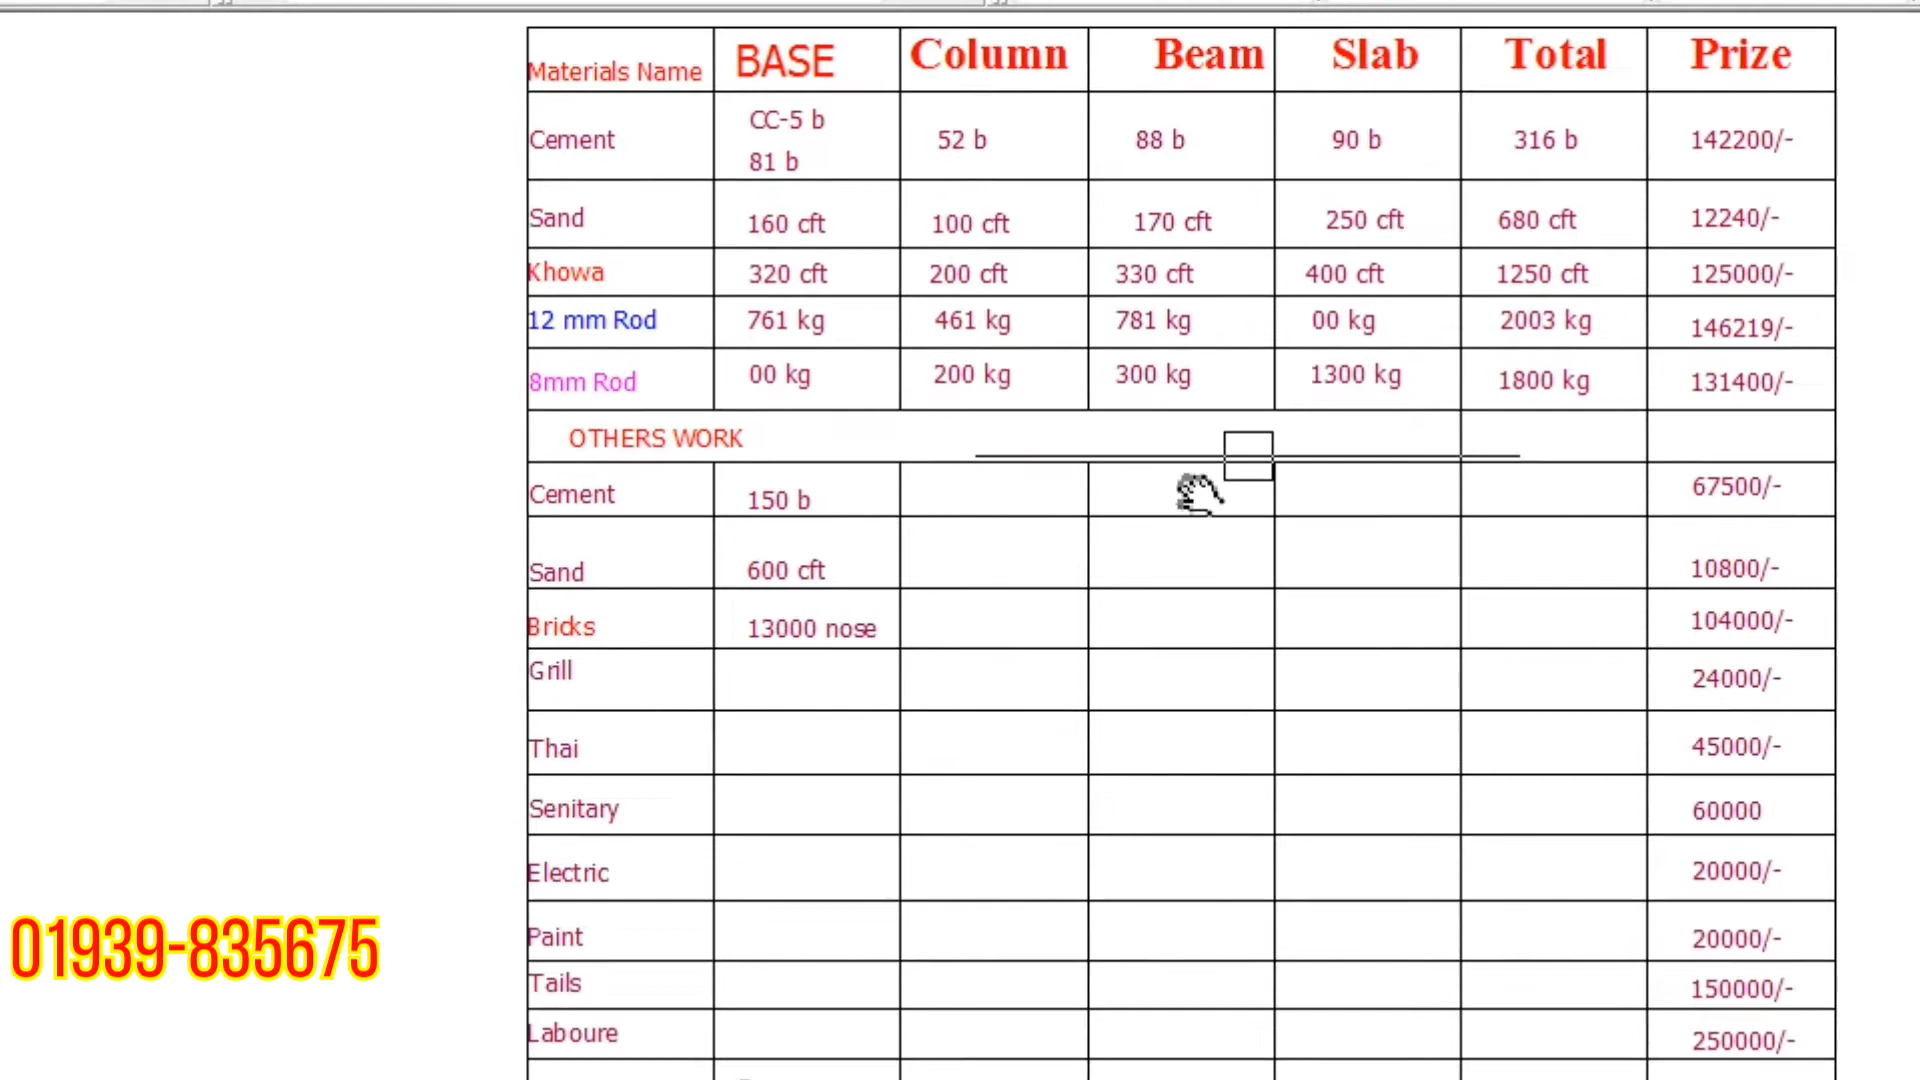 Materials Name BASE Column Beam Slab Total Prize
Cement CC-5 b 81 b 52 b 88 b 90 b 316 b 142200/-
Sand 160 cft 100 cft 170 cft 250 cft 680 cft 12240/-
Khowa 320 cft 200 cft 330 cft 400 cft 1250 cft 125000/-
12 mm Rod 761 kg 461 kg 781 kg 00 kg 2003 kg 146219/-
8mm Rod 00 kg 200 kg 300 kg 1300 kg 1800 kg 131400/-
OTHERS WORK
Cement 150 b 67500/-
Sand 600 cft 10800/-
Bricks 13000 nose 104000/-
Grill 24000/-
Thai 45000/-
Senitary 60000
Electric 20000/-
Paint 20000/-
Tails 150000/-
Laboure 250000/-
01939-835675